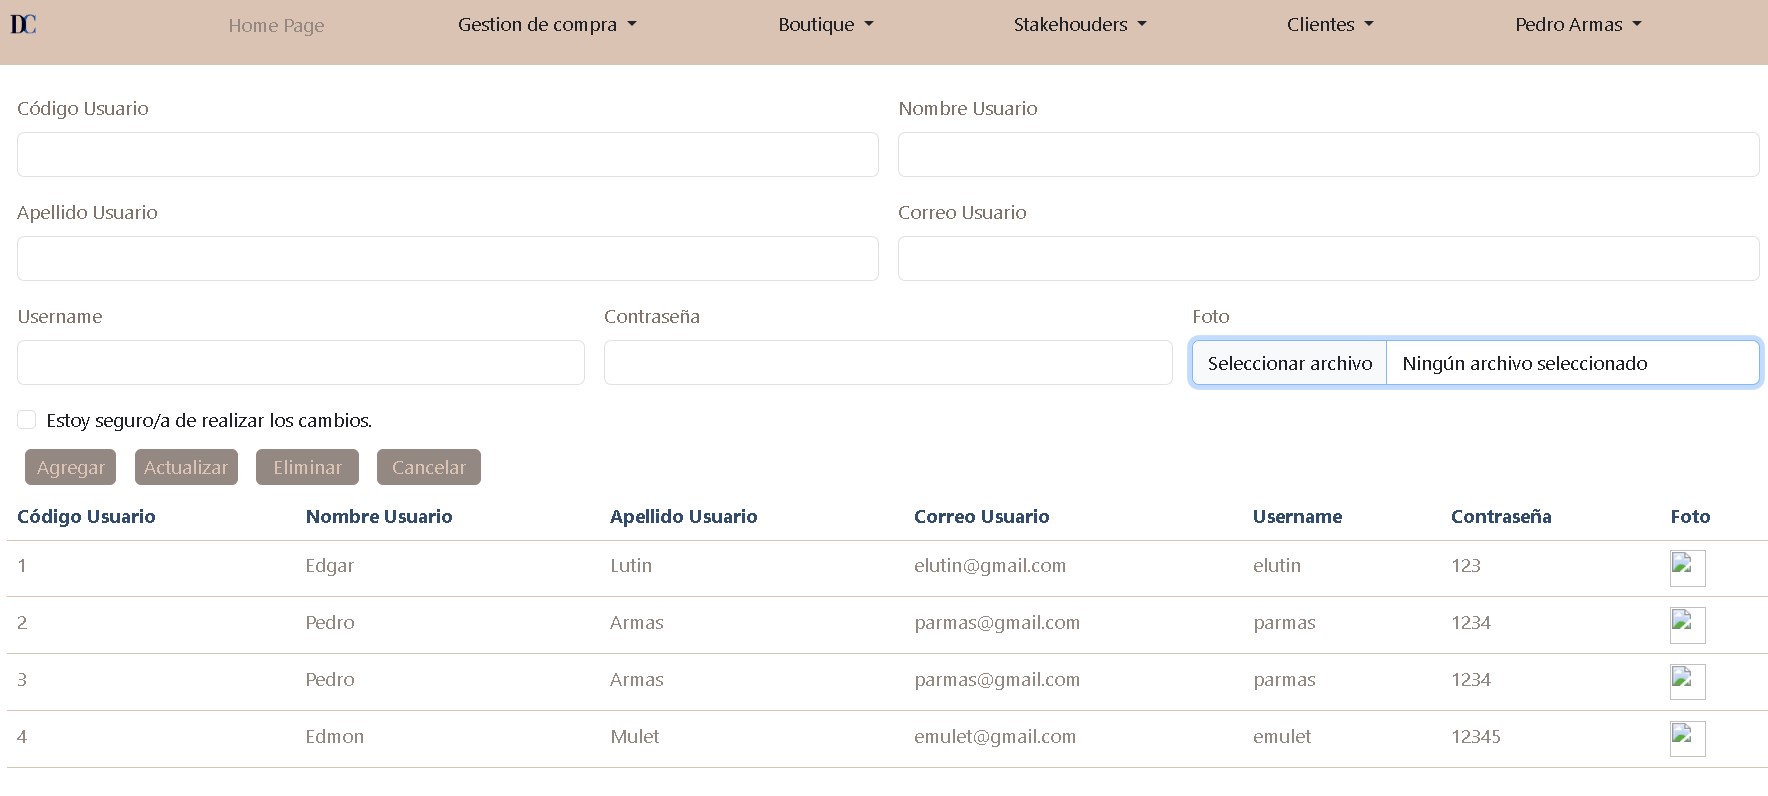 DC Home Page Gestion de compra Boutique Stakehouders Clientes Pedro Armas
Código Usuario Nombre Usuario
Apellido Usuario Correo Usuario
Username Contraseña Foto
Seleccionar archivo Ningún archivo seleccionado
Estoy seguro/a de realizar los cambios.
Agregar Actualizar Eliminar Cancelar
Código Usuario Nombre Usuario Apellido Usuario Correo Usuario Username Contraseña Foto
1 Edgar Lutin elutin@gmail.com elutin 123
2 Pedro Armas parmas@gmail.com parmas 1234
3 Pedro Armas parmas@gmail.com parmas 1234
4 Edmon Mulet emulet@gmail.com emulet 12345